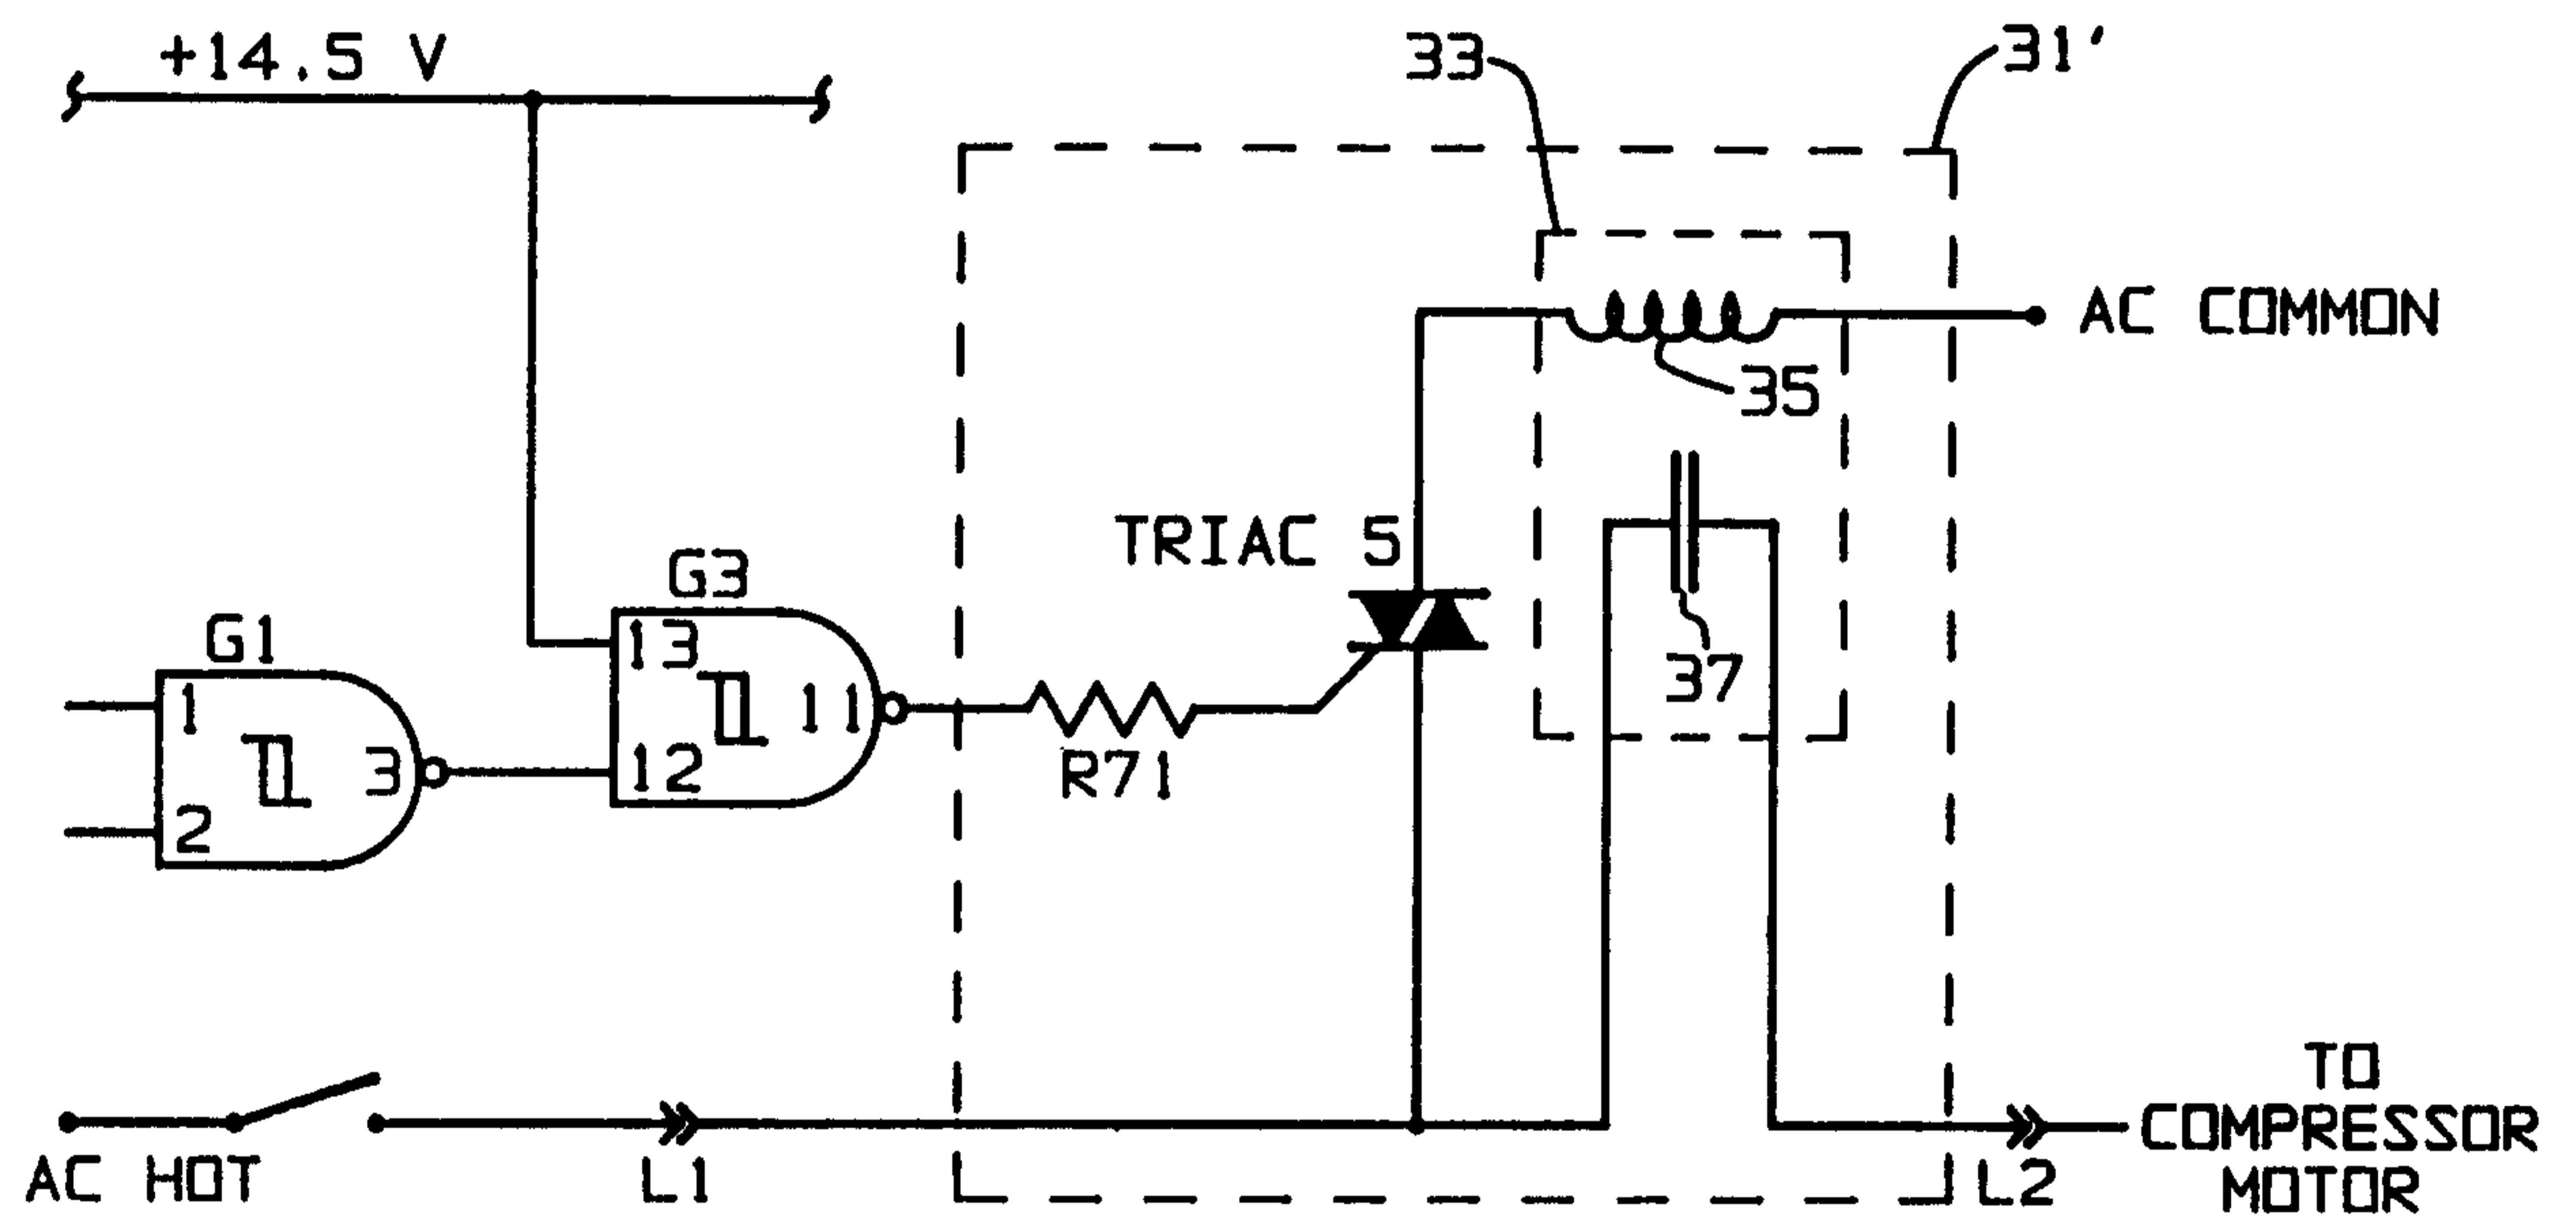 +14.5 V
33
31'
AC COMMON
35
TRIAC 5
G3
13
11
12
37
G1
1
3
2
R71
AC HOT
L1
L2
TO
COMPRESSOR
MOTOR